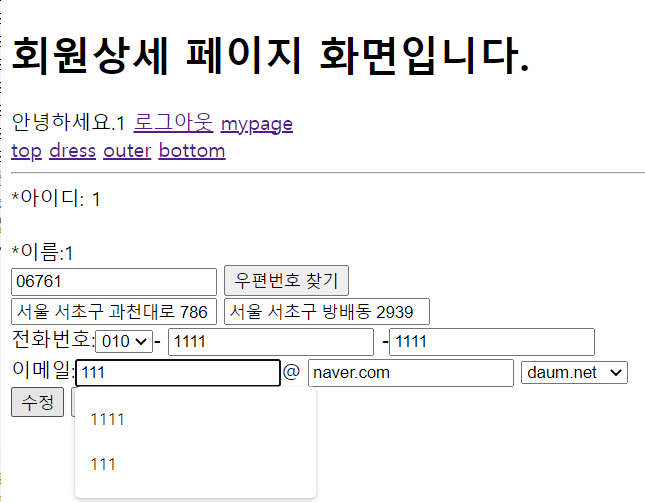 회원상세 페이지 화면입니다.
안녕하세요.1 로그아웃 mypage
top dress outer bottom
*아이디: 1
*이름:1
06761 우편번호 찾기
서울 서초구 과천대로 786 서울 서초구 방배동 2939
전화번호: 010 - 1111 - 1111
이메일: 111 @ naver.com daum.net
수정
1111
111